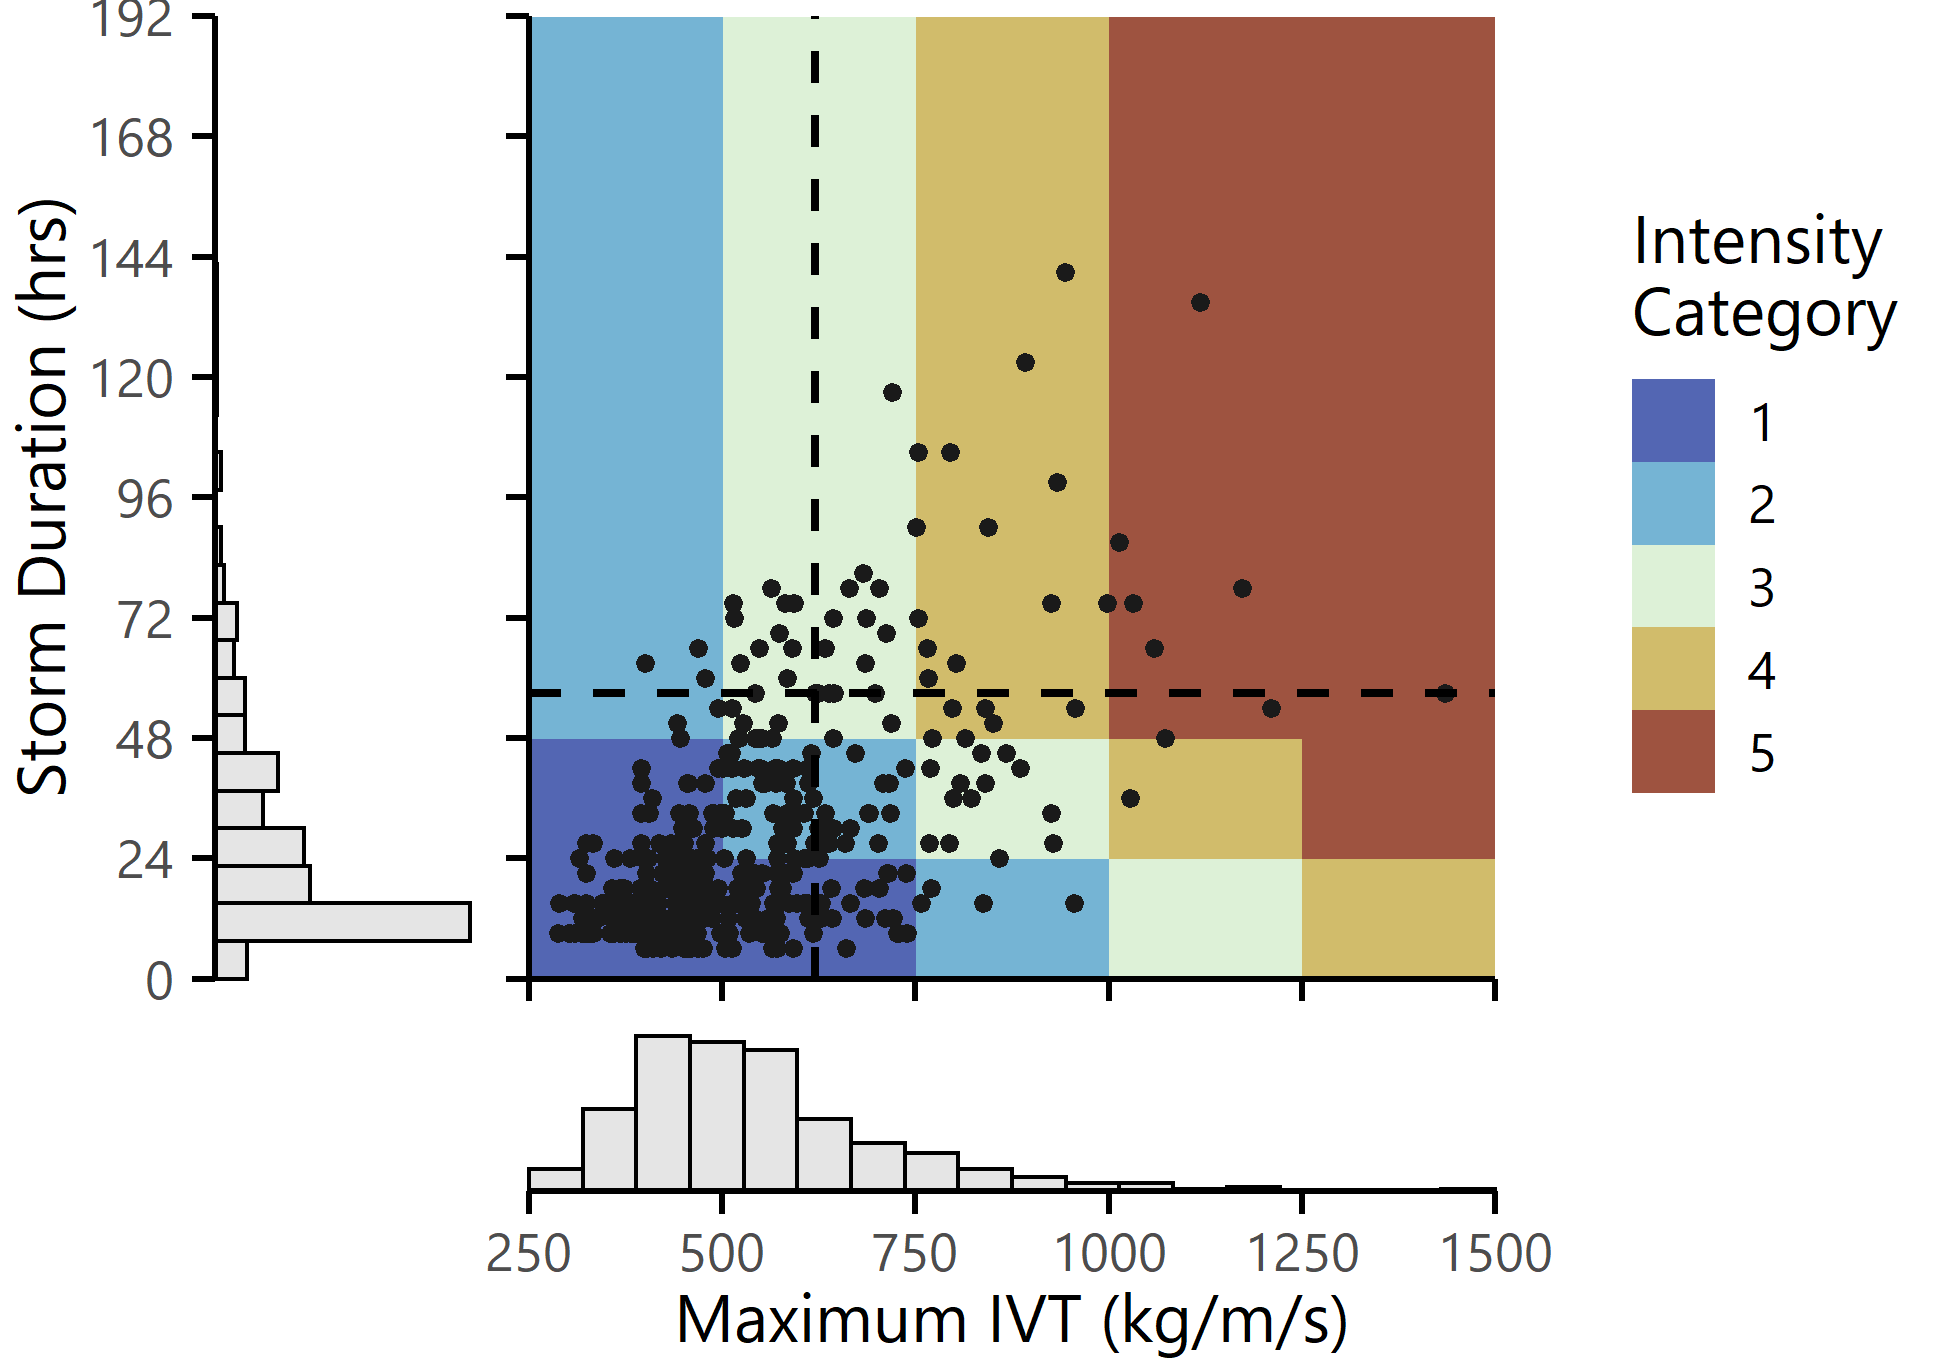 192
168
144
120
96
72
48
24
0
Storm Duration (hrs)
250 500 750 1000 1250 1500
Maximum IVT (kg/m/s)
Intensity
Category
1
2
3
4
5